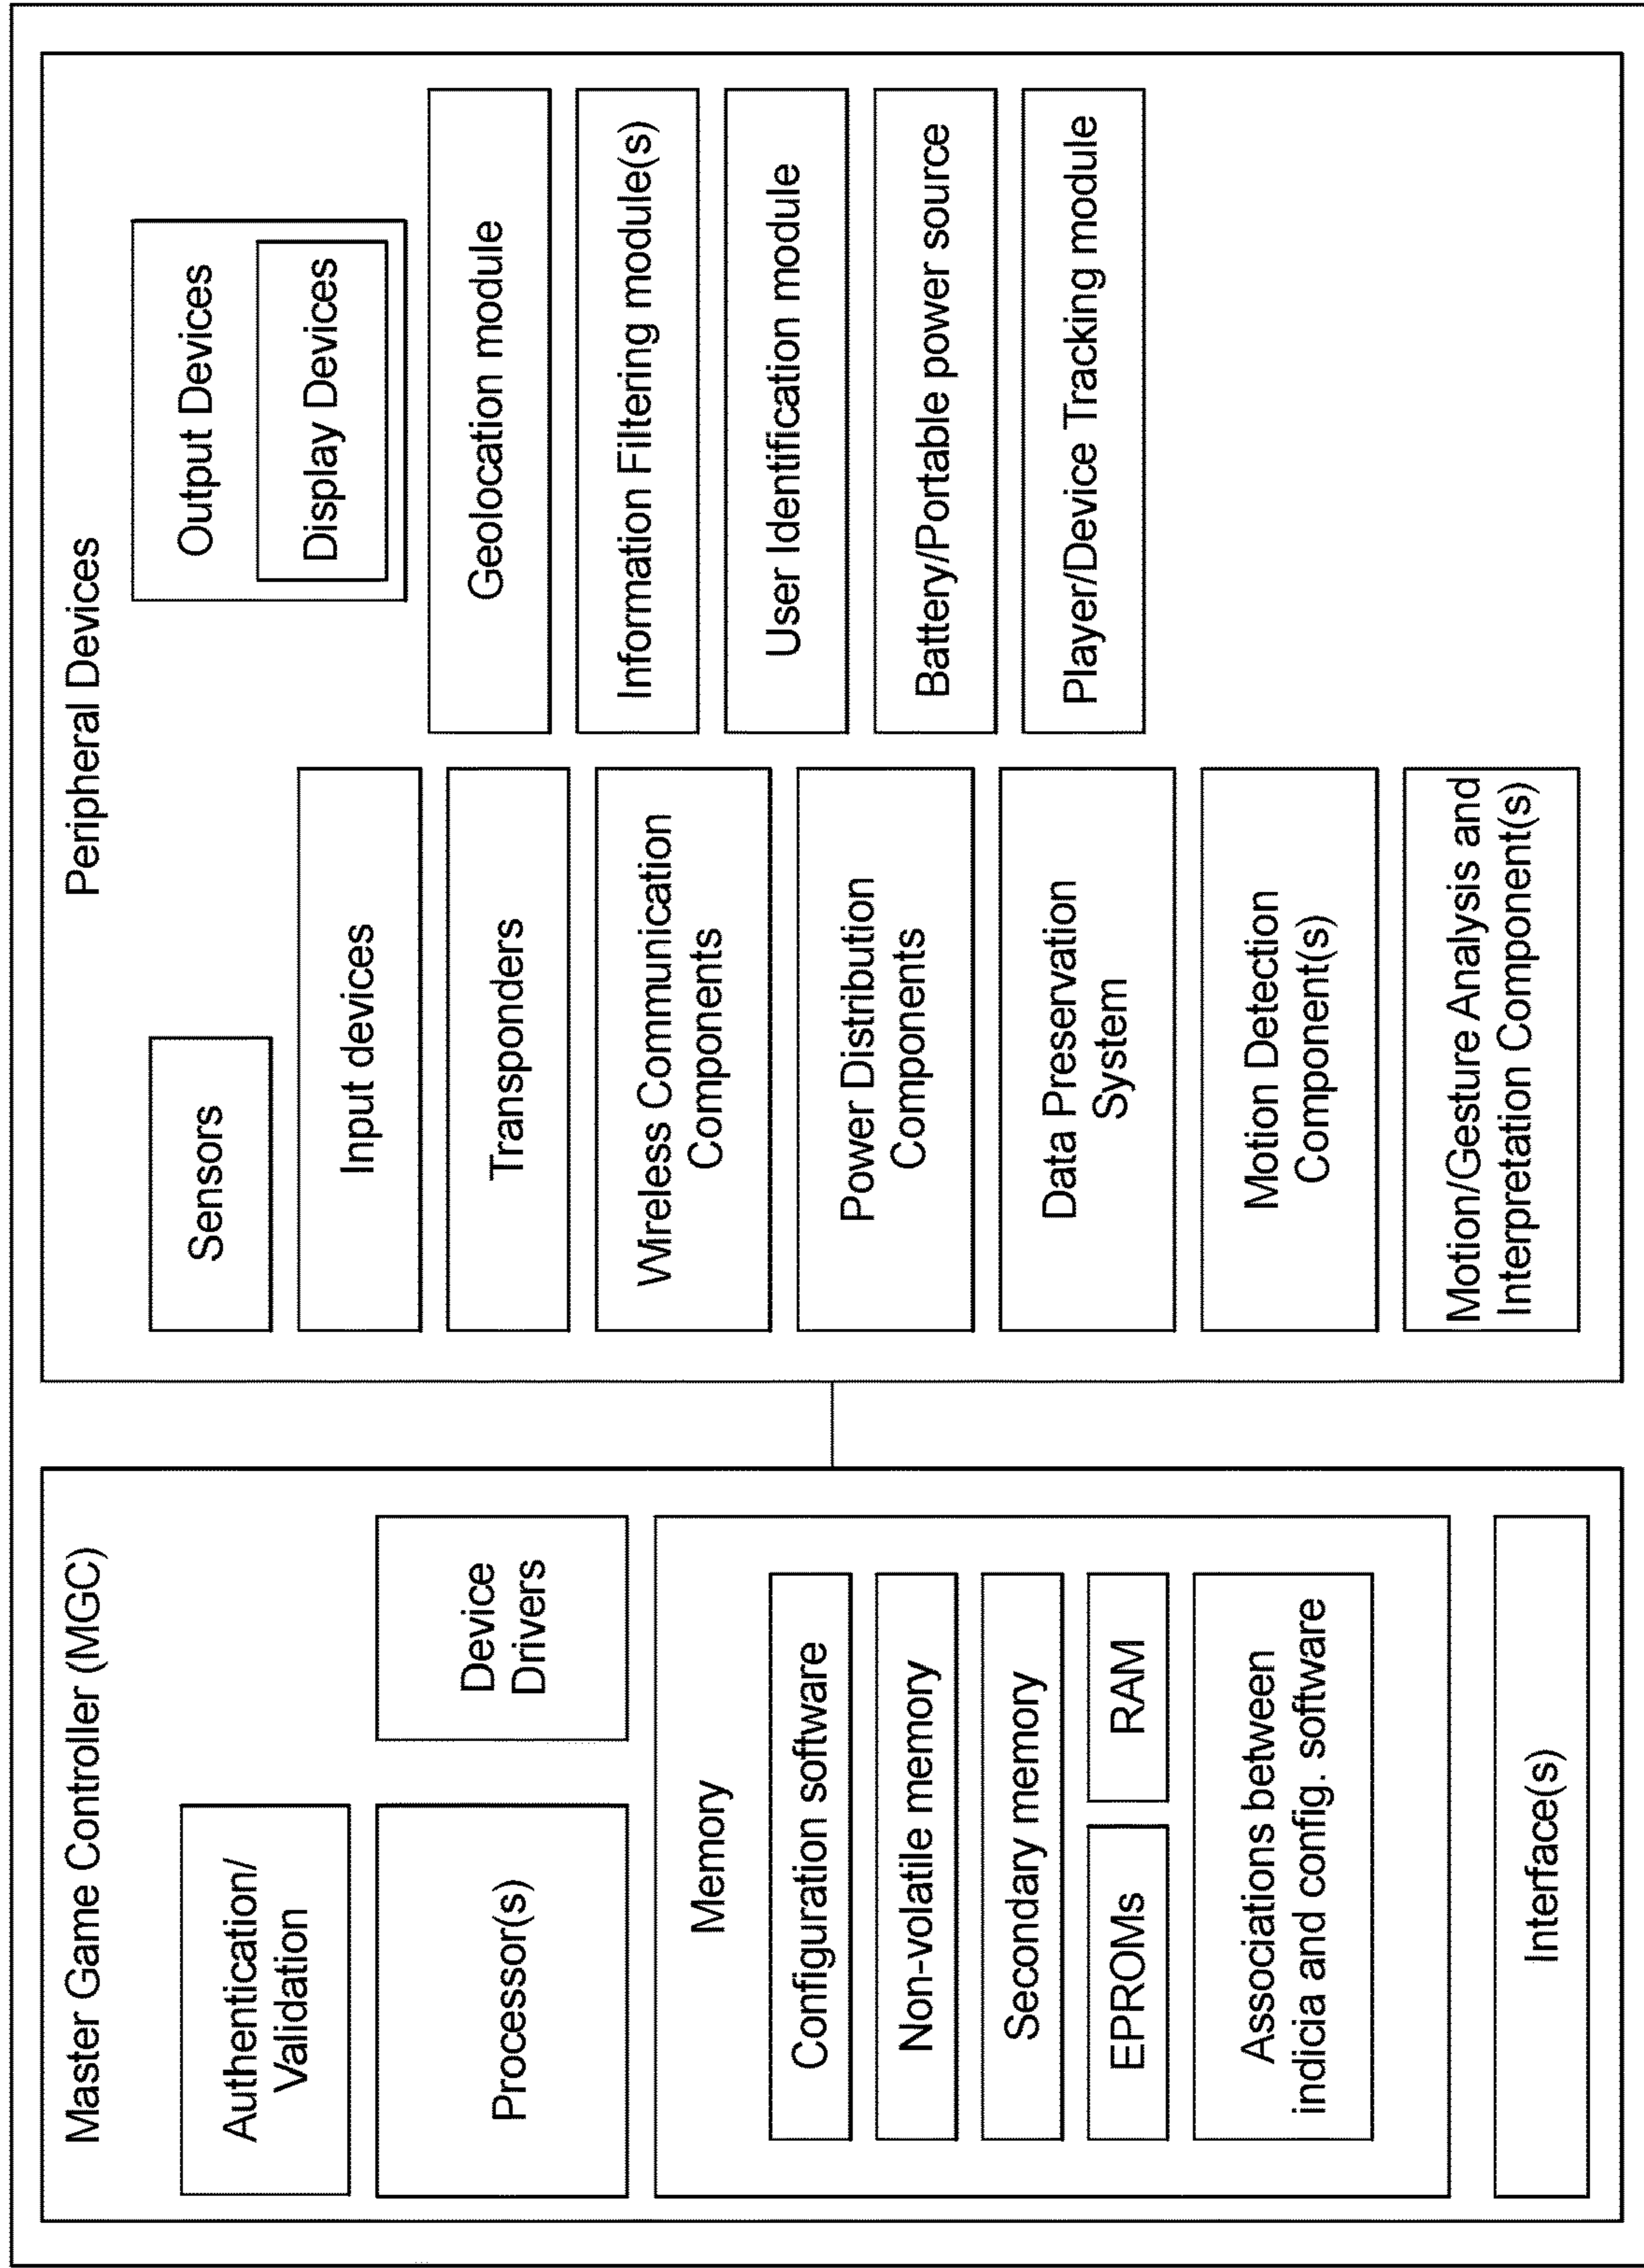 Master Game Controller (MGC)
Authentication/
Validation
Processor(s)
Device
Drivers
Memory
Configuration software
Non-volatile memory
Secondary memory
EPROMs
RAM
Associations between
indicia and config. software
Interface(s)
Peripheral Devices
Sensors
Input devices
Transponders
Wireless Communication
Components
Power Distribution
Components
Data Preservation
System
Motion Detection
Component(s)
Motion/Gesture Analysis and
Interpretation Component(s)
Output Devices
Display Devices
Geolocation module
Information Filtering module(s)
User Identification module
Battery/Portable power source
Player/Device Tracking module